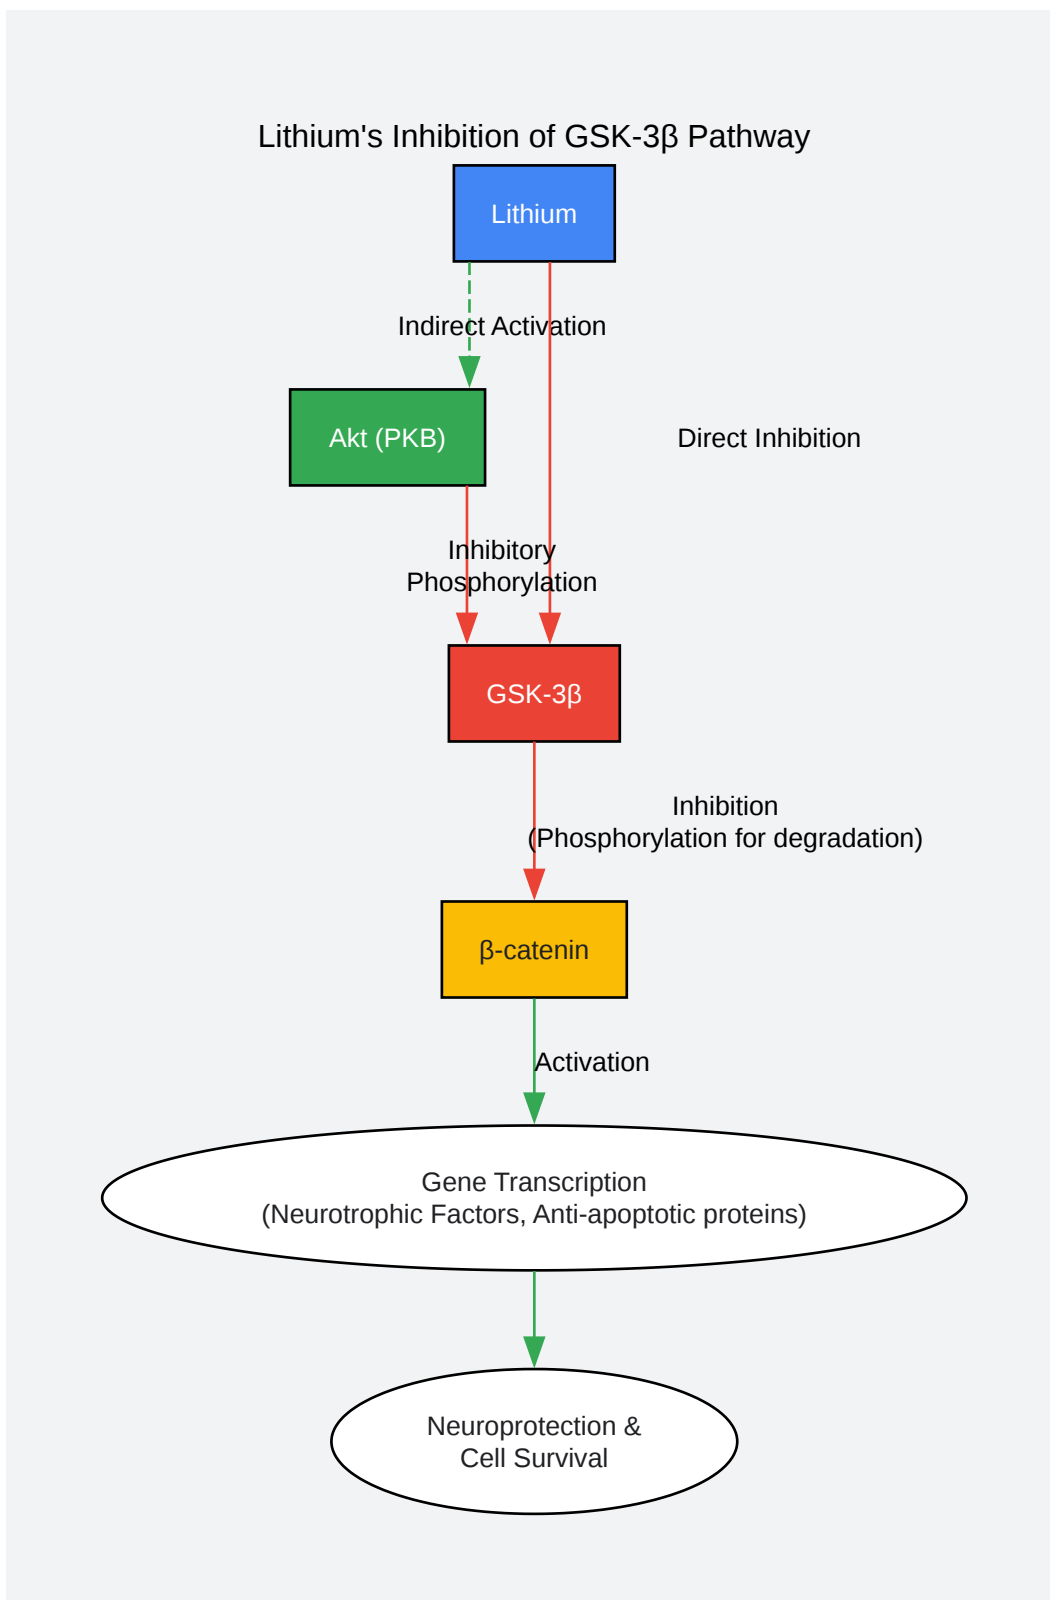 Lithium's Inhibition of GSK-3β Pathway
Lithium
Indirect Activation
Akt (PKB)
Direct Inhibition
Inhibitory
Phosphorylation
GSK-3β
Inhibition
(Phosphorylation for degradation)
β-catenin
Activation
Gene Transcription
(Neurotrophic Factors, Anti-apoptotic proteins)
Neuroprotection &
Cell Survival